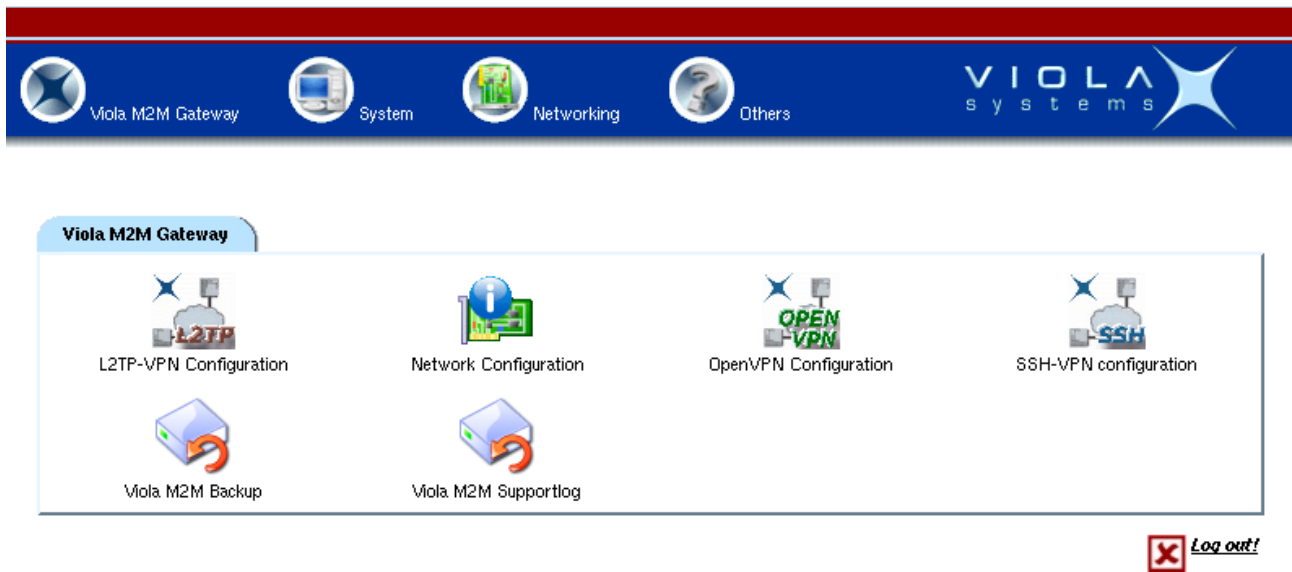 Viola M2M Gateway
System
Networking
Others
VIOLA
systems
Viola M2M Gateway
L2TP
L2TP-VPN Configuration
Network Configuration
OPEN
VPN
OpenVPN Configuration
SSH
SSH-VPN configuration
Viola M2M Backup
Viola M2M Supportlog
Log out!